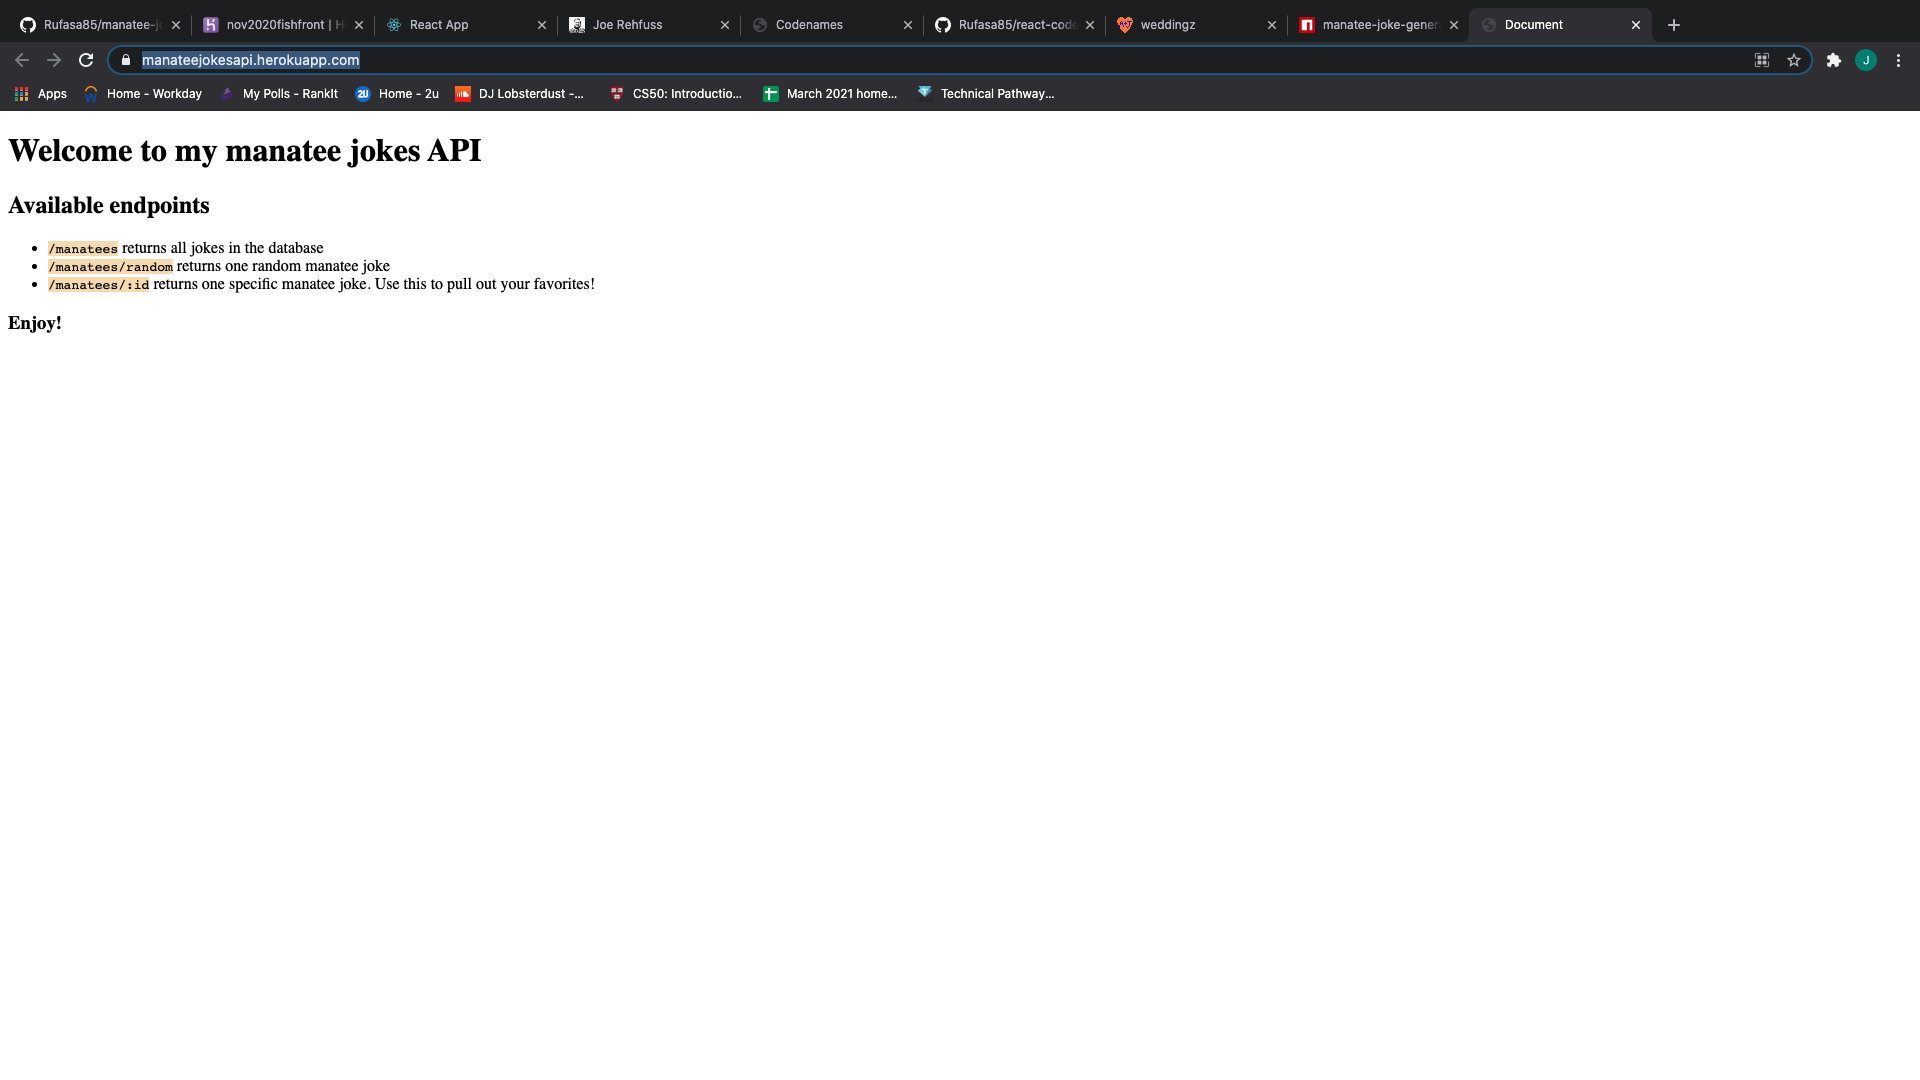 Rufasa85/manatee-jo
nov2020fishfront | H
React App
Joe Rehfuss
Codenames
Rufasa85/react-code
weddingz
manatee-joke-gener
Document
manateejokesapi.herokuapp.com
J
Apps
Home - Workday
My Polls - RankIt
2U
Home - 2u
DJ Lobsterdust -...
CS50: Introductio...
March 2021 home...
Technical Pathway...
Welcome to my manatee jokes API
Available endpoints
• /manatees returns all jokes in the database
• /manatees/random returns one random manatee joke
• /manatees/:id returns one specific manatee joke. Use this to pull out your favorites!
Enjoy!